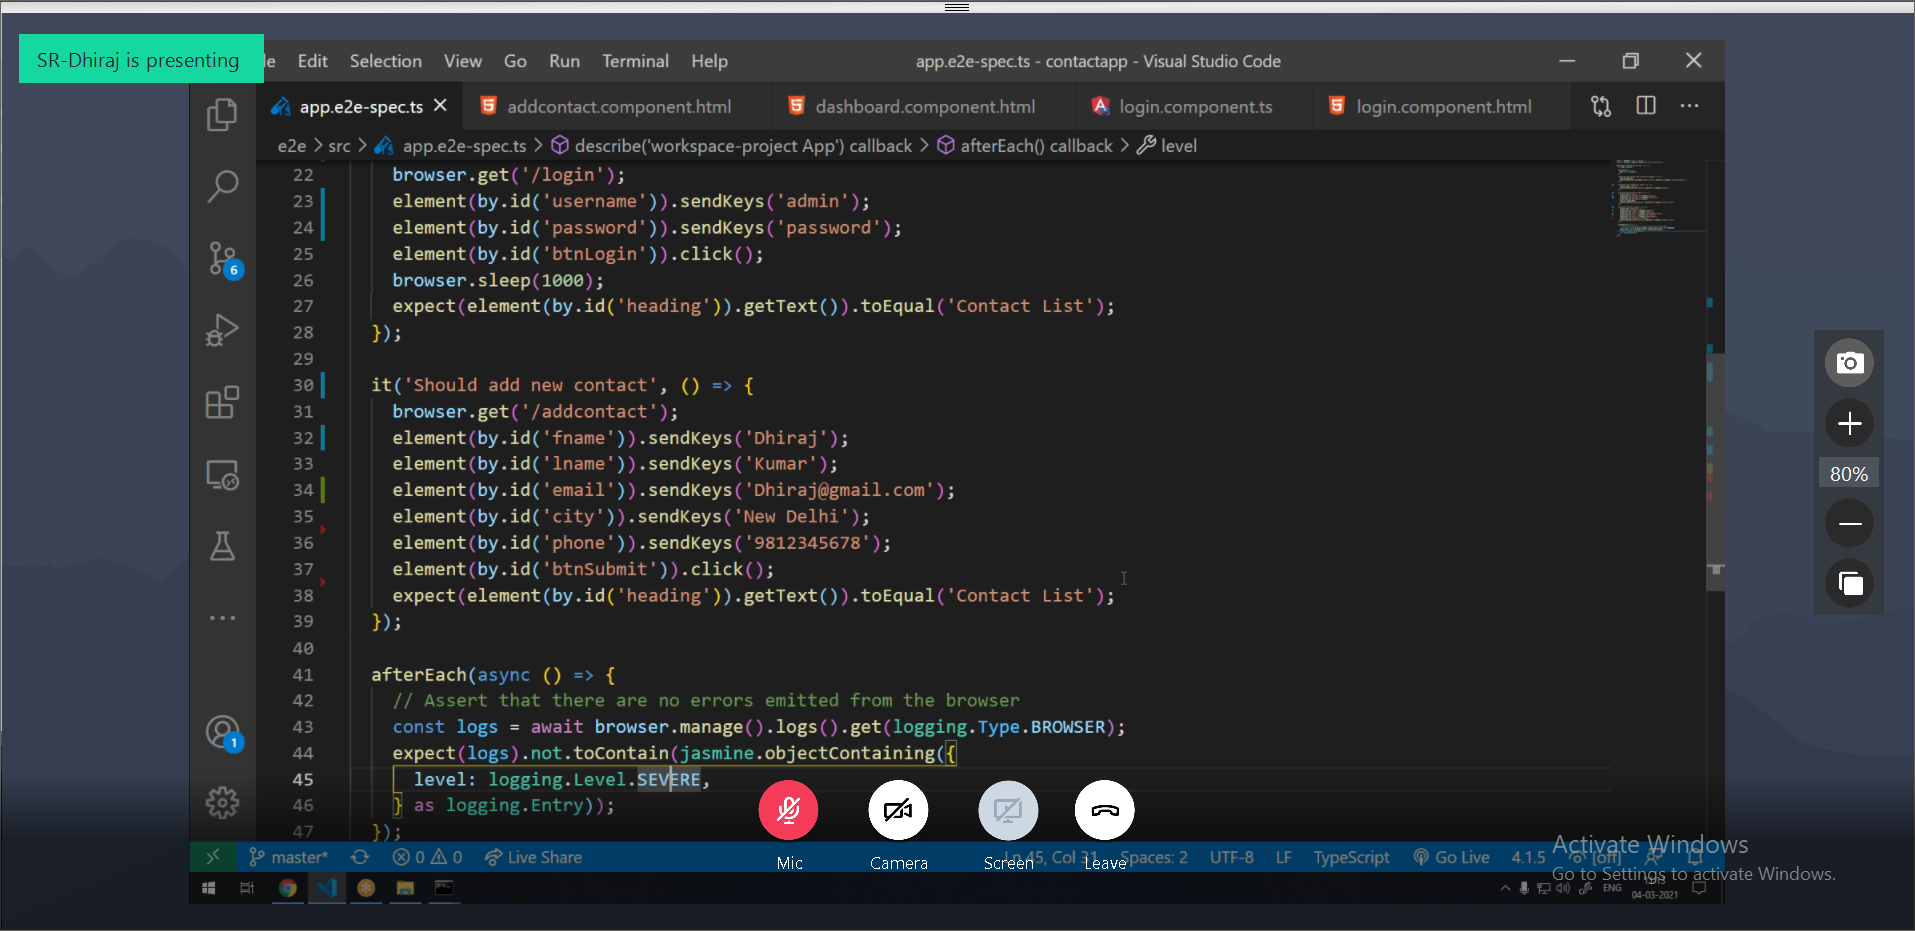 SR-Dhiraj is presenting
Edit Selection View Go Run Terminal Help
app.e2e-spec.ts - contactapp - Visual Studio Code
app.e2e-spec.ts addcontact.component.html dashboard.component.html login.component.ts login.component.html
e2e > src > app.e2e-spec.ts > describe('workspace-project App') callback > afterEach() callback > level
22 browser.get('/login');
23 element(by.id('username')).sendKeys('admin');
24 element(by.id('password')).sendKeys('password');
25 element(by.id('btnLogin')).click();
26 browser.sleep(1000);
27 expect(element(by.id('heading')).getText()).toEqual('Contact List');
28 });
29
30 it('Should add new contact', () => {
31 browser.get('/addcontact');
32 element(by.id('fname')).sendKeys('Dhiraj');
33 element(by.id('lname')).sendKeys('Kumar');
34 element(by.id('email')).sendKeys('Dhiraj@gmail.com');
35 element(by.id('city')).sendKeys('New Delhi');
36 element(by.id('phone')).sendKeys('9812345678');
37 element(by.id('btnSubmit')).click();
38 expect(element(by.id('heading')).getText()).toEqual('Contact List');
39 });
40
41 afterEach(async () => {
42 // Assert that there are no errors emitted from the browser
43 const logs = await browser.manage().logs().get(logging.Type.BROWSER);
44 expect(logs).not.toContain(jasmine.objectContaining({
45 level: logging.Level.SEVERE,
46 } as logging.Entry));
47 });
6
1
80%
Mic Camera Screen Leave
master* 0 0 Live Share Ln 45, Col 31 Spaces: 2 UTF-8 LF TypeScript Go Live 4.1.5 [off]
Activate Windows
Go to Settings to activate Windows.
ENG
04-03-2021